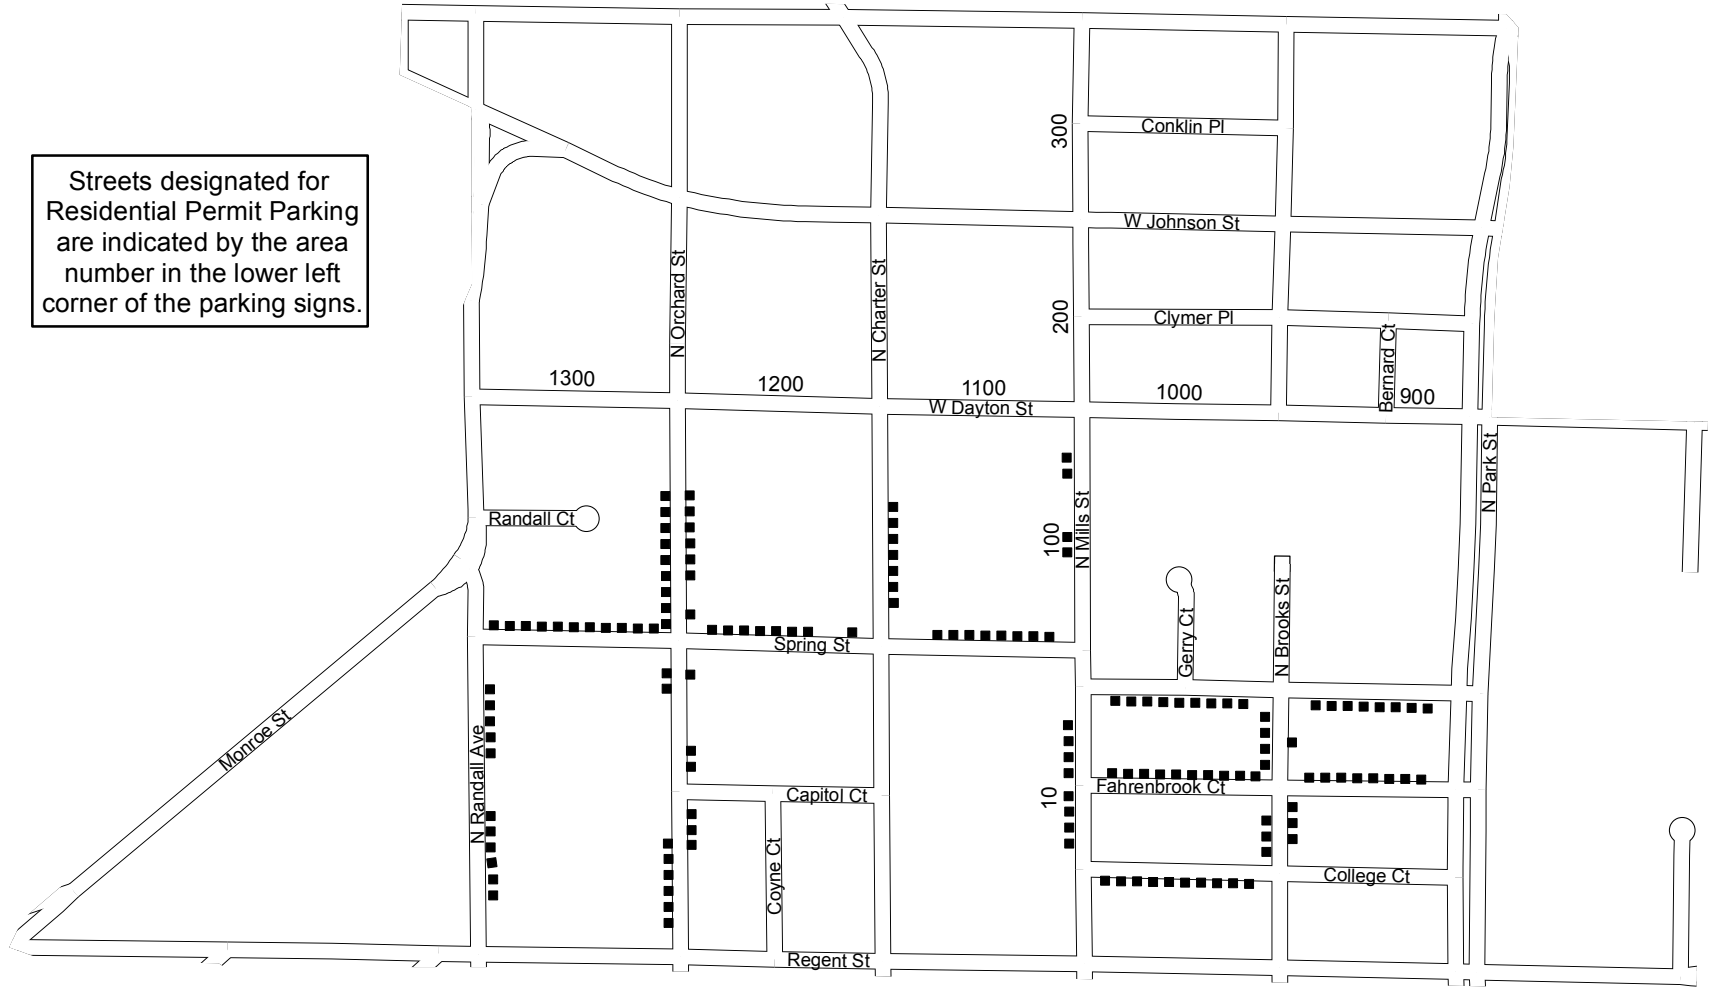 Streets designated for
Residential Permit Parking
are indicated by the area
number in the lower left
corner of the parking signs.
300
Conklin Pl
W Johnson St
N Orchard St
N Charter St
200
Clymer Pl
Bernard Ct
1300
1200
1100
1000
900
W Dayton St
N Park St
Randall Ct
100
N Mills St
Gerry Ct
N Brooks St
Spring St
Monroe St
N Randall Ave
10
Fahrenbrook Ct
Capitol Ct
Coyne Ct
College Ct
Regent St